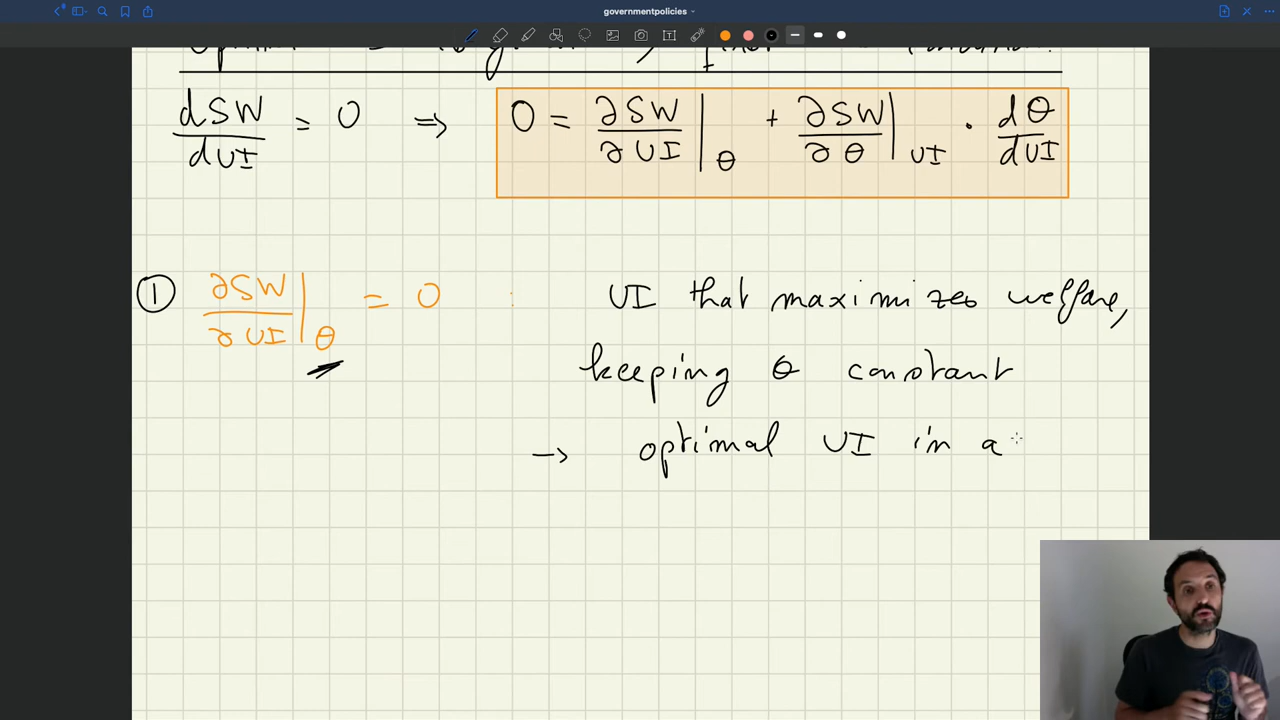 governmentpolicies
dSW/dUI = 0 ⇒ 0 = ∂SW/∂UI |θ + ∂SW/∂θ |UI · dθ/dUI
① ∂SW/∂UI |θ = 0 : UI that maximizes welfare,
keeping θ constant
→ optimal UI in a